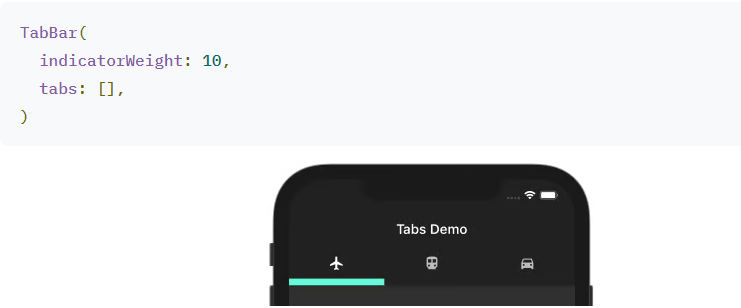 TabBar(
indicatorWeight: 10,
tabs: [],
)
Tabs Demo